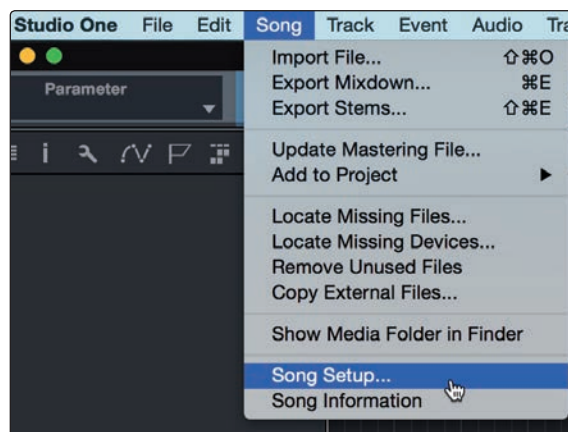 Studio One File Edit Song Track Event Audio Tra
Parameter
Import File... ⇧⌘O
Export Mixdown... ⌘E
Export Stems... ⇧⌘E
Update Mastering File...
Add to Project
Locate Missing Files...
Locate Missing Devices...
Remove Unused Files
Copy External Files...
Show Media Folder in Finder
Song Setup...
Song Information